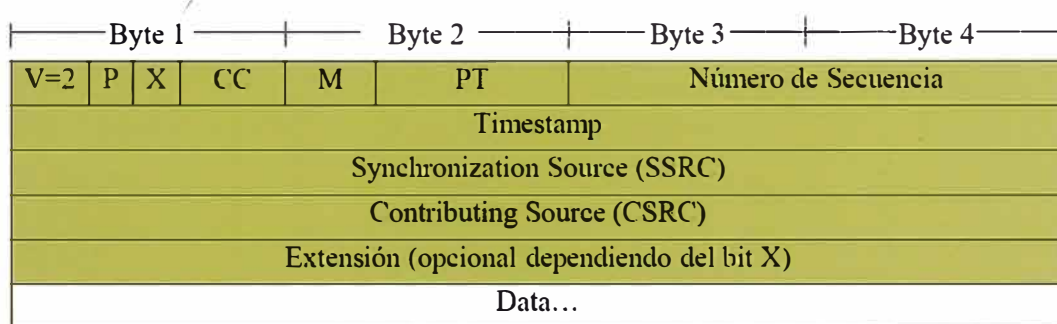 Byte 1 Byte 2 Byte 3 Byte 4
V=2 P X CC M PT Número de Secuencia
Timestamp
Synchronization Source (SSRC)
Contributing Source (CSRC)
Extensión (opcional dependiendo del bit X)
Data...